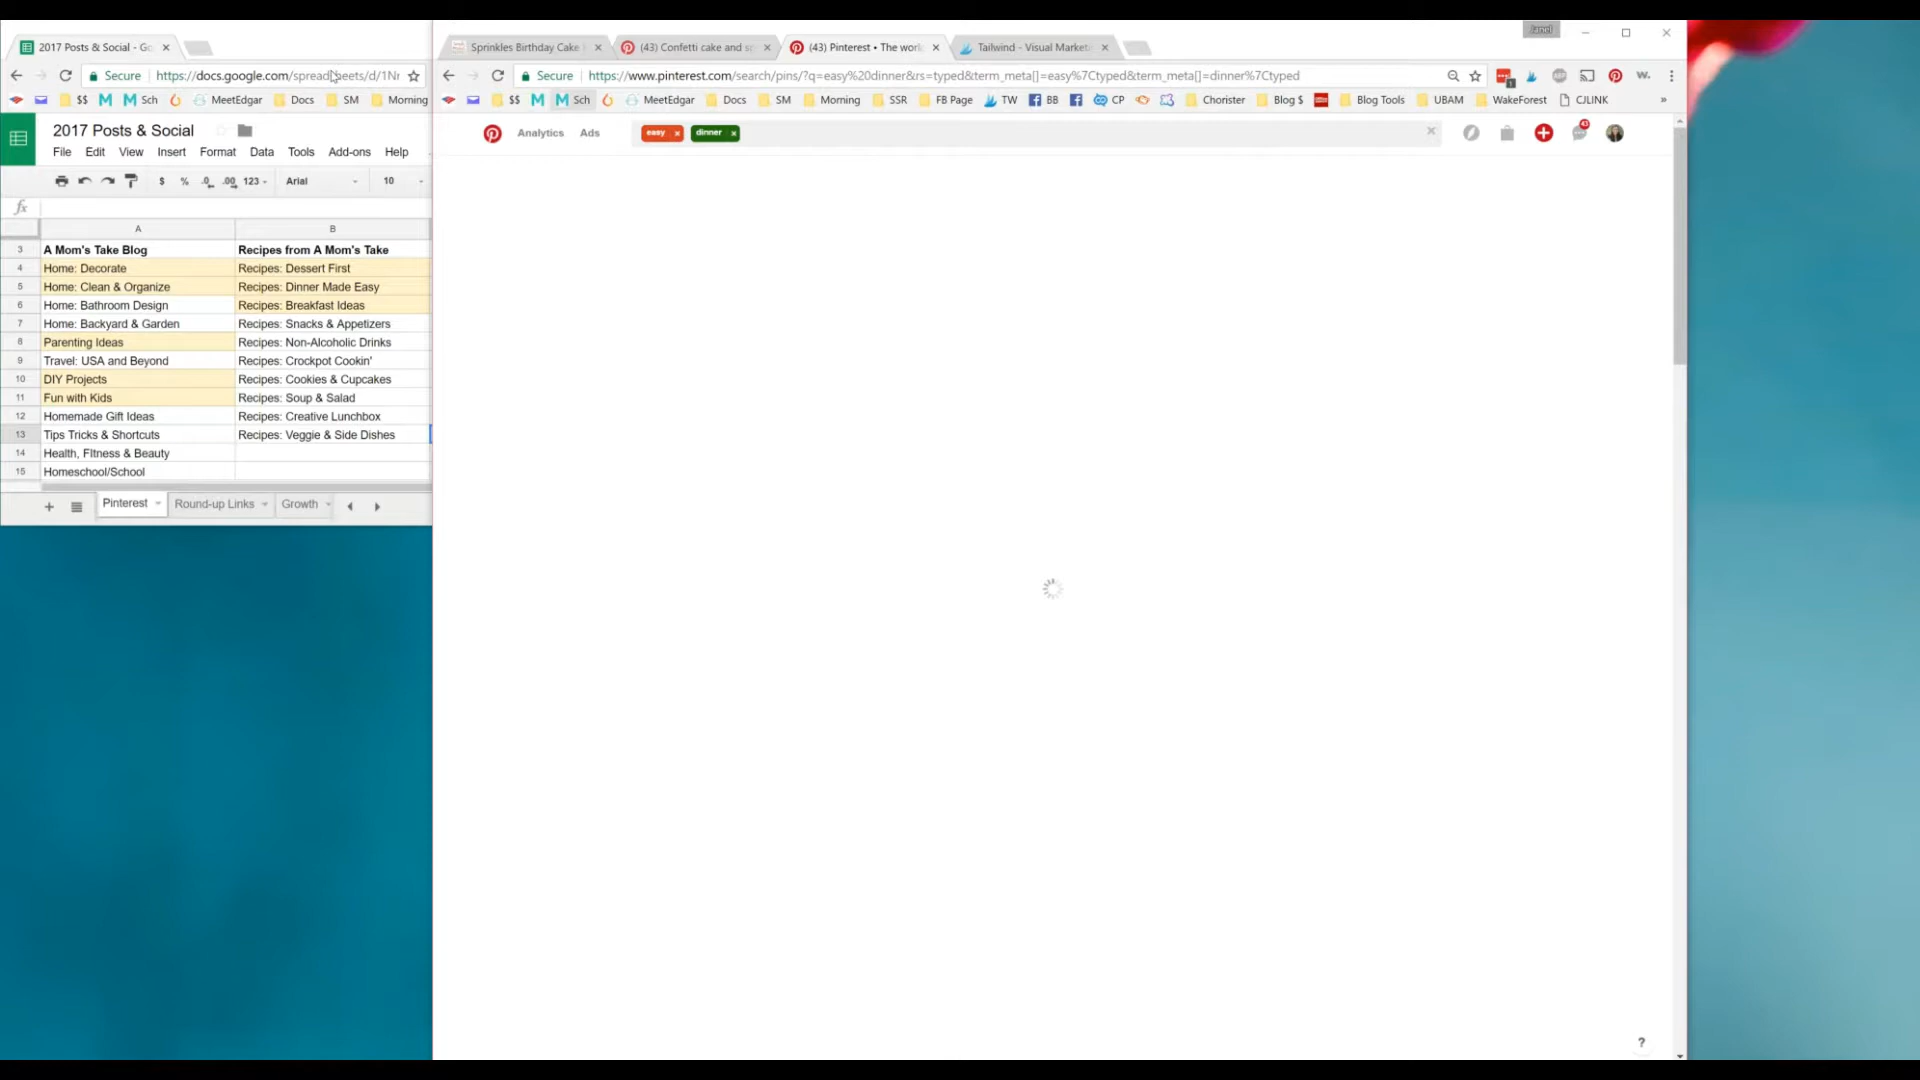 2017 Posts & Social - Go
Secure https://docs.google.com/spreadsheets/d/1Nr
$$ M M Sch MeetEdgar Docs SM Morning
2017 Posts & Social
File Edit View Insert Format Data Tools Add-ons Help
$ % .0 .00 123 Arial 10
fx
A B
3 A Mom's Take Blog Recipes from A Mom's Take
4 Home: Decorate Recipes: Dessert First
5 Home: Clean & Organize Recipes: Dinner Made Easy
6 Home: Bathroom Design Recipes: Breakfast Ideas
7 Home: Backyard & Garden Recipes: Snacks & Appetizers
8 Parenting Ideas Recipes: Non-Alcoholic Drinks
9 Travel: USA and Beyond Recipes: Crockpot Cookin'
10 DIY Projects Recipes: Cookies & Cupcakes
11 Fun with Kids Recipes: Soup & Salad
12 Homemade Gift Ideas Recipes: Creative Lunchbox
13 Tips Tricks & Shortcuts Recipes: Veggie & Side Dishes
14 Health, FItness & Beauty
15 Homeschool/School
Pinterest Round-up Links Growth
Janel
Sprinkles Birthday Cake (43) Confetti cake and s (43) Pinterest • The worl Tailwind - Visual Market
Secure https://www.pinterest.com/search/pins/?q=easy%20dinner&rs=typed&term_meta[]=easy%7Ctyped&term_meta[]=dinner%7Ctyped
$$ M M Sch MeetEdgar Docs SM Morning SSR FB Page TW BB CP Chorister Blog $ Blog Tools UBAM WakeForest CJLINK »
Analytics Ads easy x dinner x
43
?